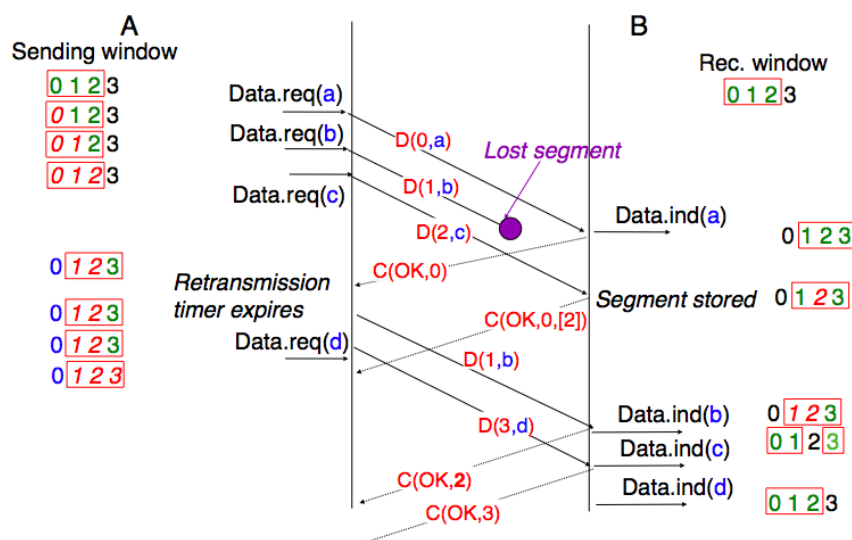 A
B
Sending window
Rec. window
0 1 2 3
0 1 2 3
0 1 2 3
0 1 2 3
0 1 2 3
Data.req(a)
Data.req(b)
Data.req(c)
D(0,a)
D(1,b)
D(2,c)
Lost segment
Data.ind(a)
0 1 2 3
C(OK,0)
0 1 2 3
Retransmission
timer expires
Segment stored
0 1 2 3
C(OK,0,[2])
0 1 2 3
0 1 2 3
0 1 2 3
Data.req(d)
D(1,b)
D(3,d)
Data.ind(b)
0 1 2 3
Data.ind(c)
0 1 2 3
C(OK,2)
Data.ind(d)
0 1 2 3
C(OK,3)